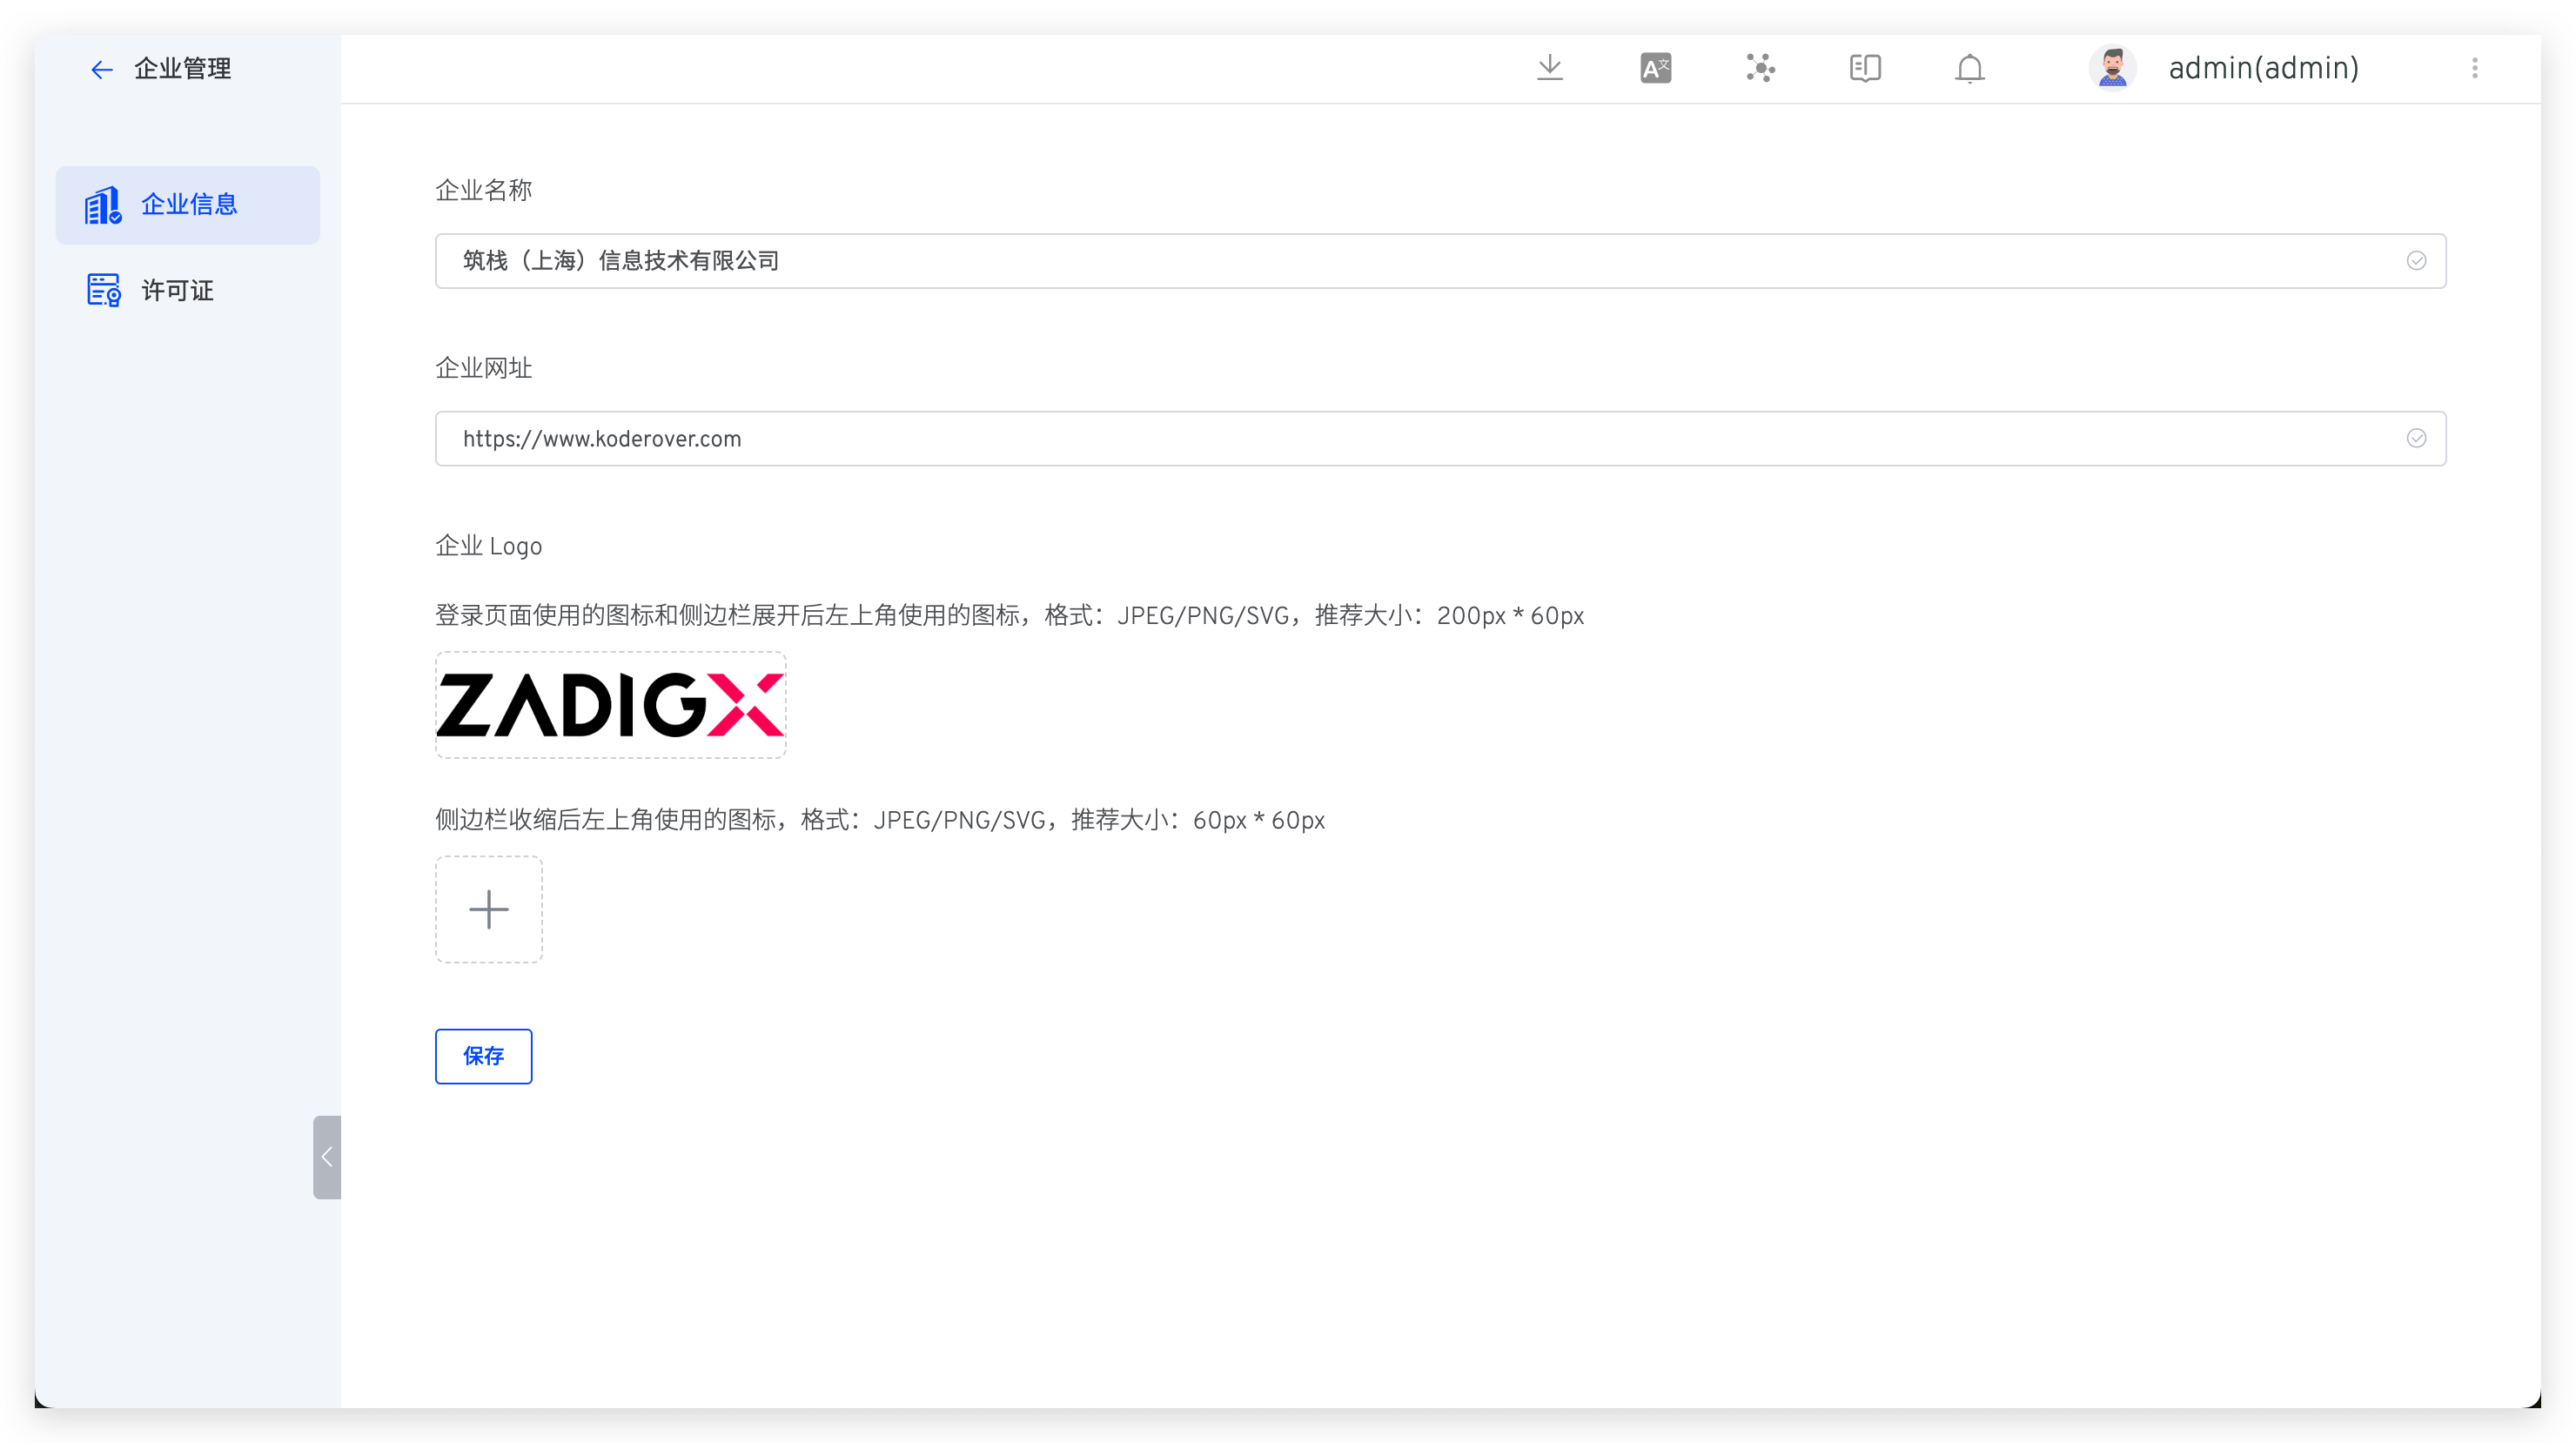 企业管理
admin(admin)
企业信息
许可证
企业名称
筑栈（上海）信息技术有限公司
企业网址
https://www.koderover.com
企业 Logo
登录页面使用的图标和侧边栏展开后左上角使用的图标，格式：JPEG/PNG/SVG，推荐大小：200px * 60px
ZADIGX
侧边栏收缩后左上角使用的图标，格式：JPEG/PNG/SVG，推荐大小：60px * 60px
保存